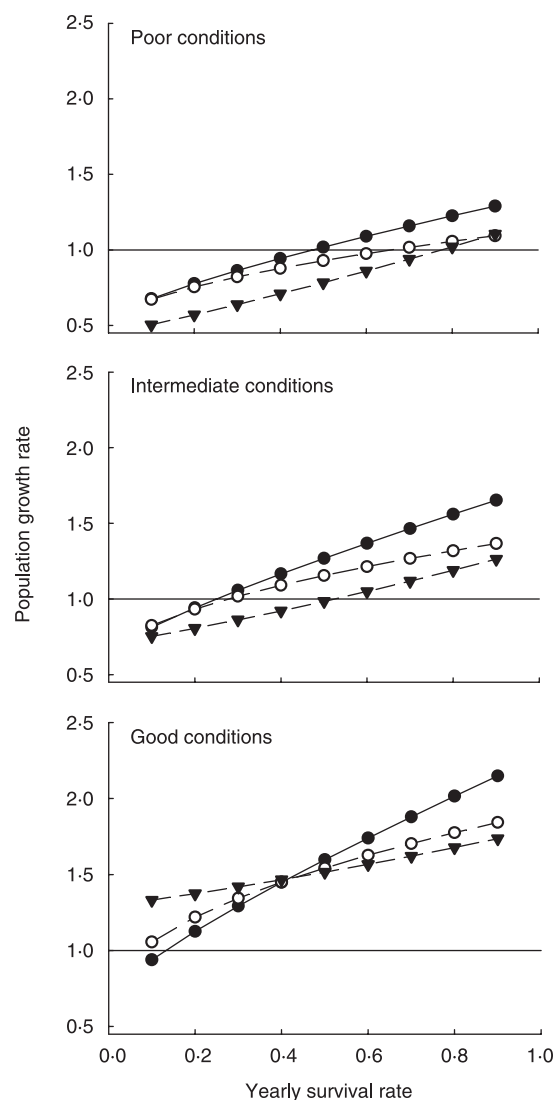 2·5
Poor conditions
2·0
1·5
1·0
0·5
2·5
Intermediate conditions
2·0
1·5
1·0
0·5
Population growth rate
2·5
Good conditions
2·0
1·5
1·0
0·5
0·0 0·2 0·4 0·6 0·8 1·0
Yearly survival rate